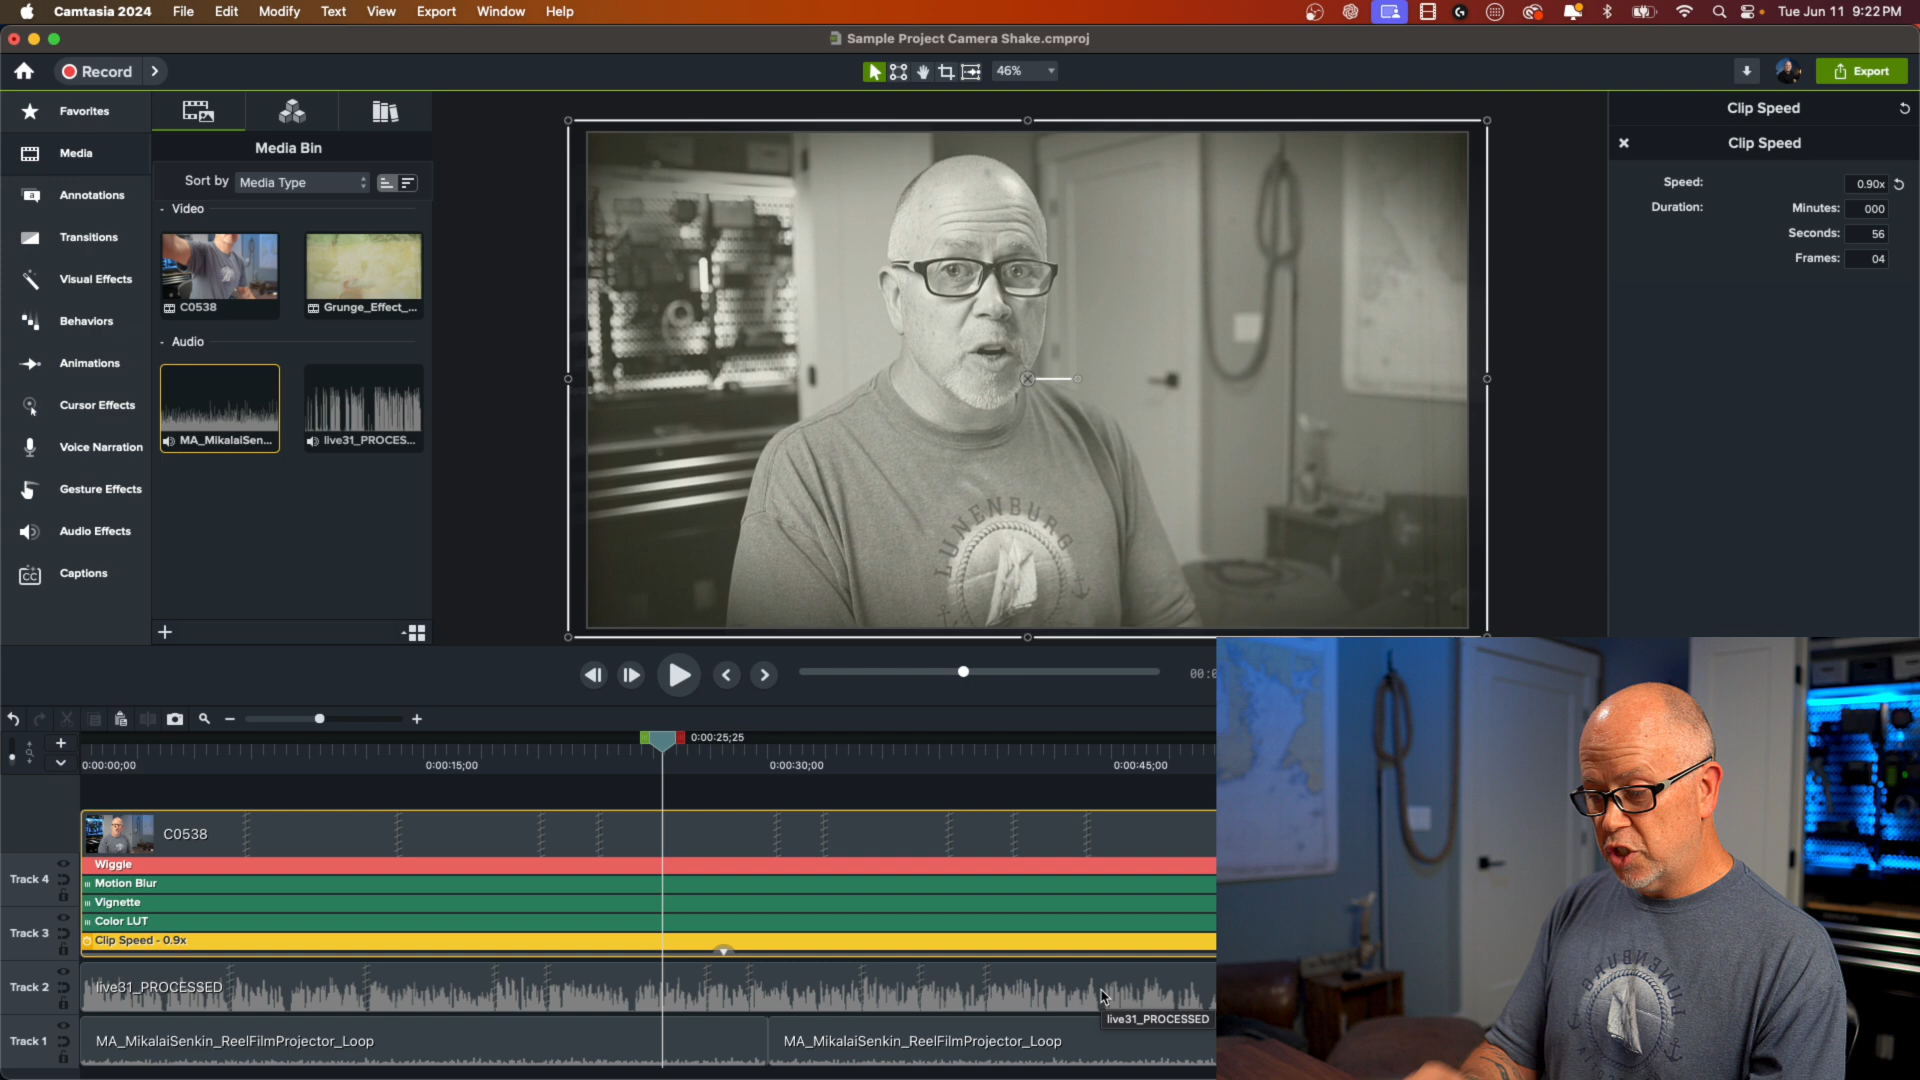 Camtasia 2024 File Edit Modify Text View Export Window Help
Tue Jun 11 9:22 PM
Sample Project Camera Shake.cmproj
Record
46%
Export
Favorites
Media
Annotations
Transitions
Visual Effects
Behaviors
Animations
Cursor Effects
Voice Narration
Gesture Effects
Audio Effects
CC
Captions
Media Bin
Sort by
Media Type
Video
C0538
Grunge_Effect_...
Audio
MA_MikalaiSen...
live31_PROCES...
LUNENBURG
Clip Speed
Clip Speed
Speed:
0.90x
Duration:
Minutes:
000
Seconds:
56
Frames:
04
0:00:25;25
0:00:00;00
0:00:15;00
0:00:30;00
0:00:45;00
C0538
Wiggle
Track 4
Motion Blur
Vignette
Color LUT
Track 3
Clip Speed - 0.9x
Track 2
live31_PROCESSED
live31_PROCESSED
Track 1
MA_MikalaiSenkin_ReelFilmProjector_Loop
MA_MikalaiSenkin_ReelFilmProjector_Loop
LUNENBURG